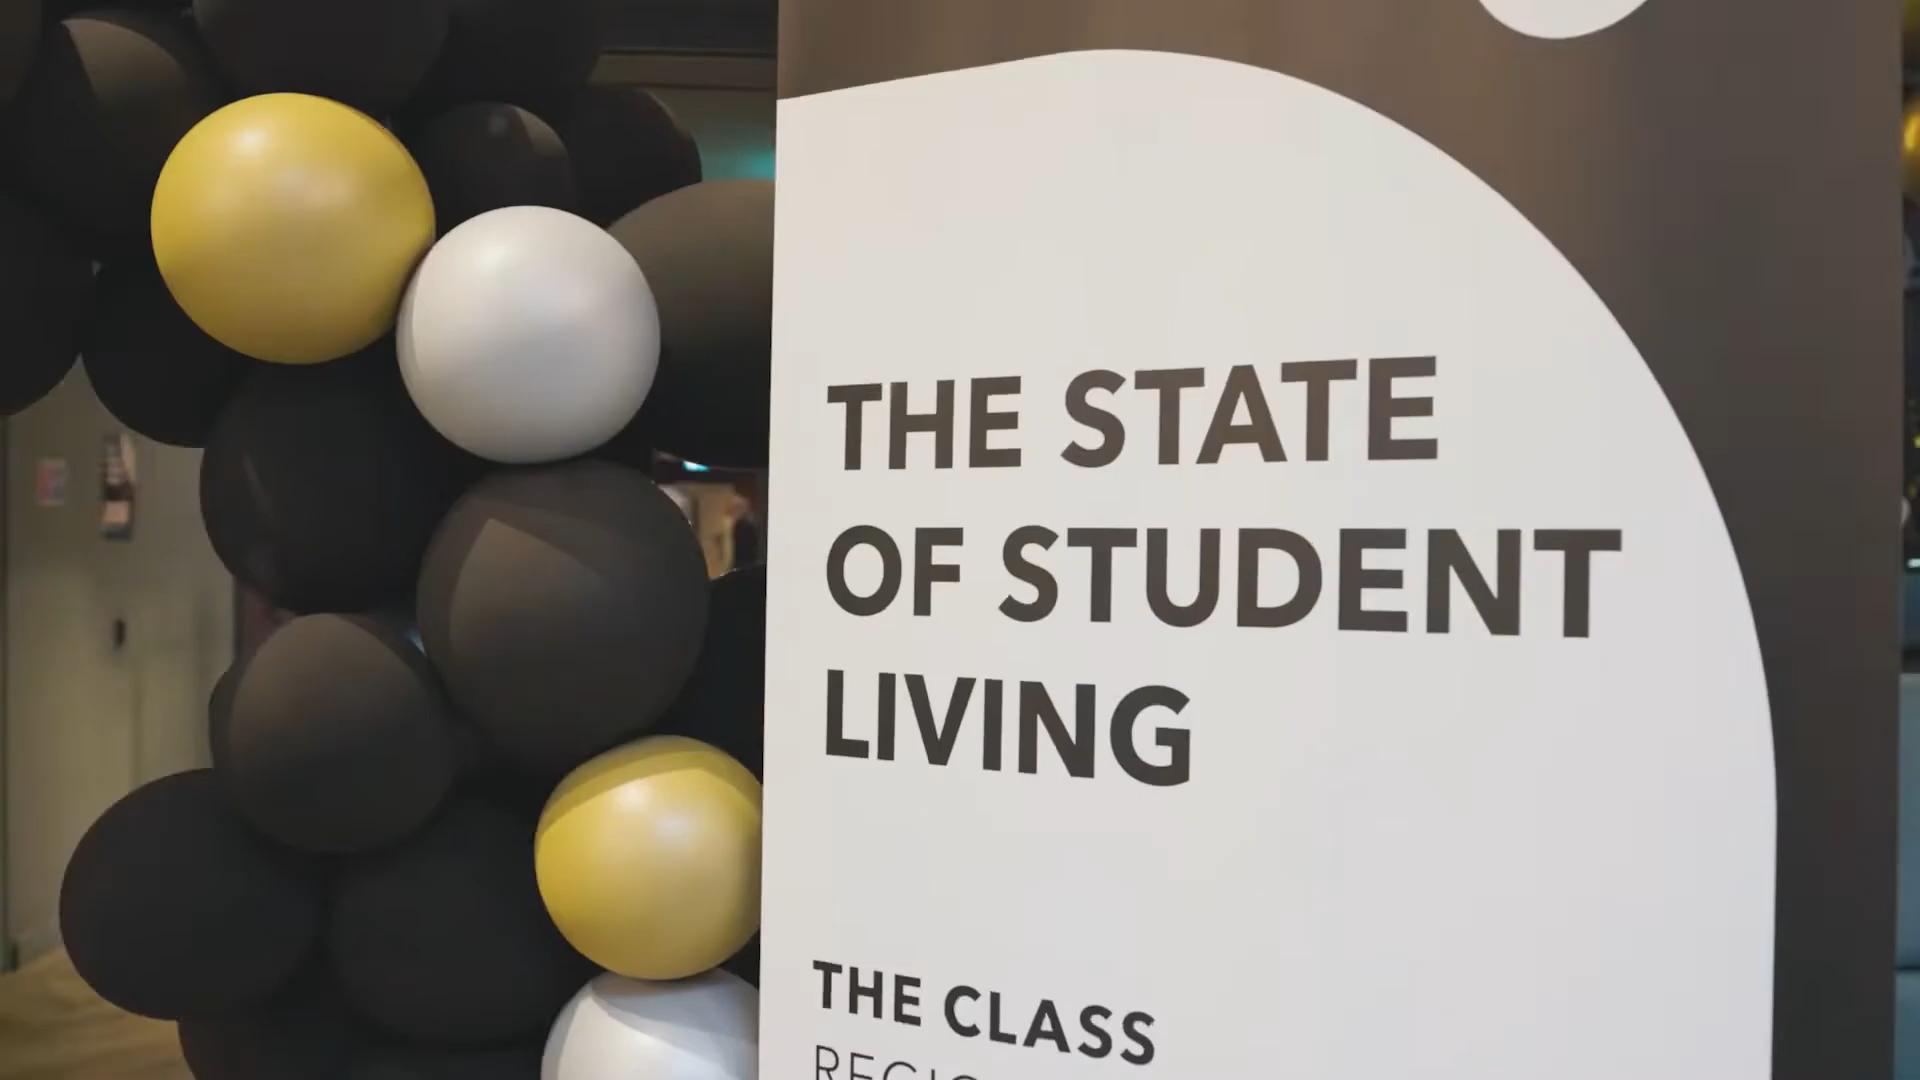 THE STATE
OF STUDENT
LIVING
THE CLASS